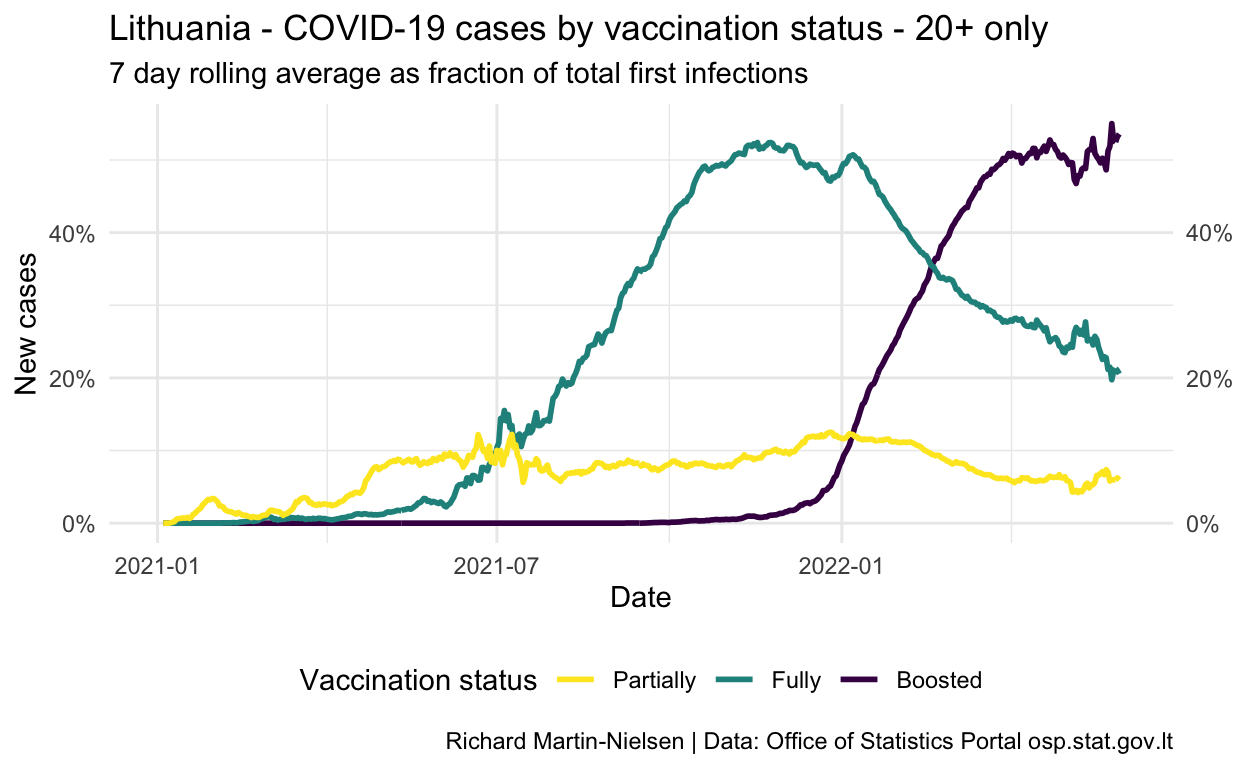 Lithuania - COVID-19 cases by vaccination status - 20+ only
7 day rolling average as fraction of total first infections
New cases
40%
20%
0%
40%
20%
0%
2021-01 2021-07 2022-01
Date
Vaccination status Partially Fully Boosted
Richard Martin-Nielsen | Data: Office of Statistics Portal osp.stat.gov.lt